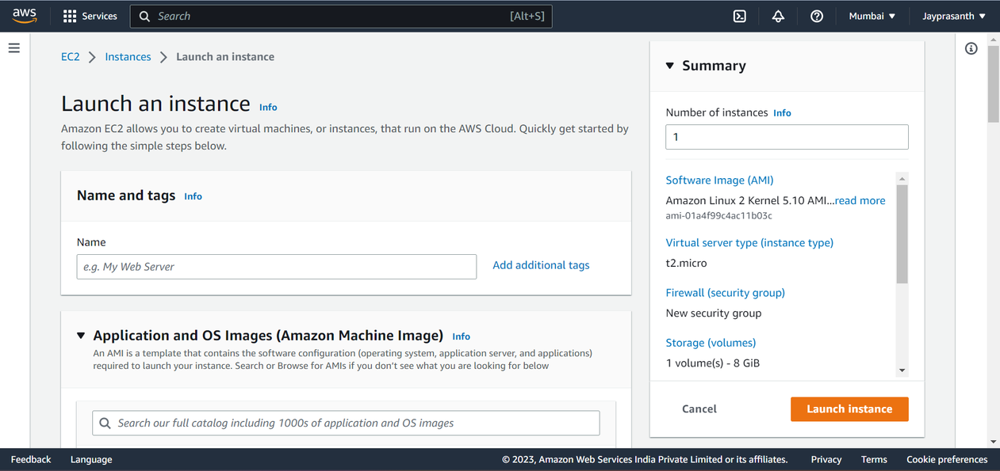 aws
Services
Search
[Alt+S]
Mumbai
Jayprasanth
EC2
Instances
Launch an instance
Launch an instance Info
Amazon EC2 allows you to create virtual machines, or instances, that run on the AWS Cloud. Quickly get started by
following the simple steps below.
Name and tags Info
Name
e.g. My Web Server
Add additional tags
Application and OS Images (Amazon Machine Image) Info
An AMI is a template that contains the software configuration (operating system, application server, and applications)
required to launch your instance. Search or Browse for AMIs if you don't see what you are looking for below
Search our full catalog including 1000s of application and OS images
Summary
Number of instances Info
1
Software Image (AMI)
Amazon Linux 2 Kernel 5.10 AMI...read more
ami-01a4f99c4ac11b03c
Virtual server type (instance type)
t2.micro
Firewall (security group)
New security group
Storage (volumes)
1 volume(s) - 8 GiB
Cancel
Launch instance
Feedback
Language
© 2023, Amazon Web Services India Private Limited or its affiliates.
Privacy
Terms
Cookie preferences